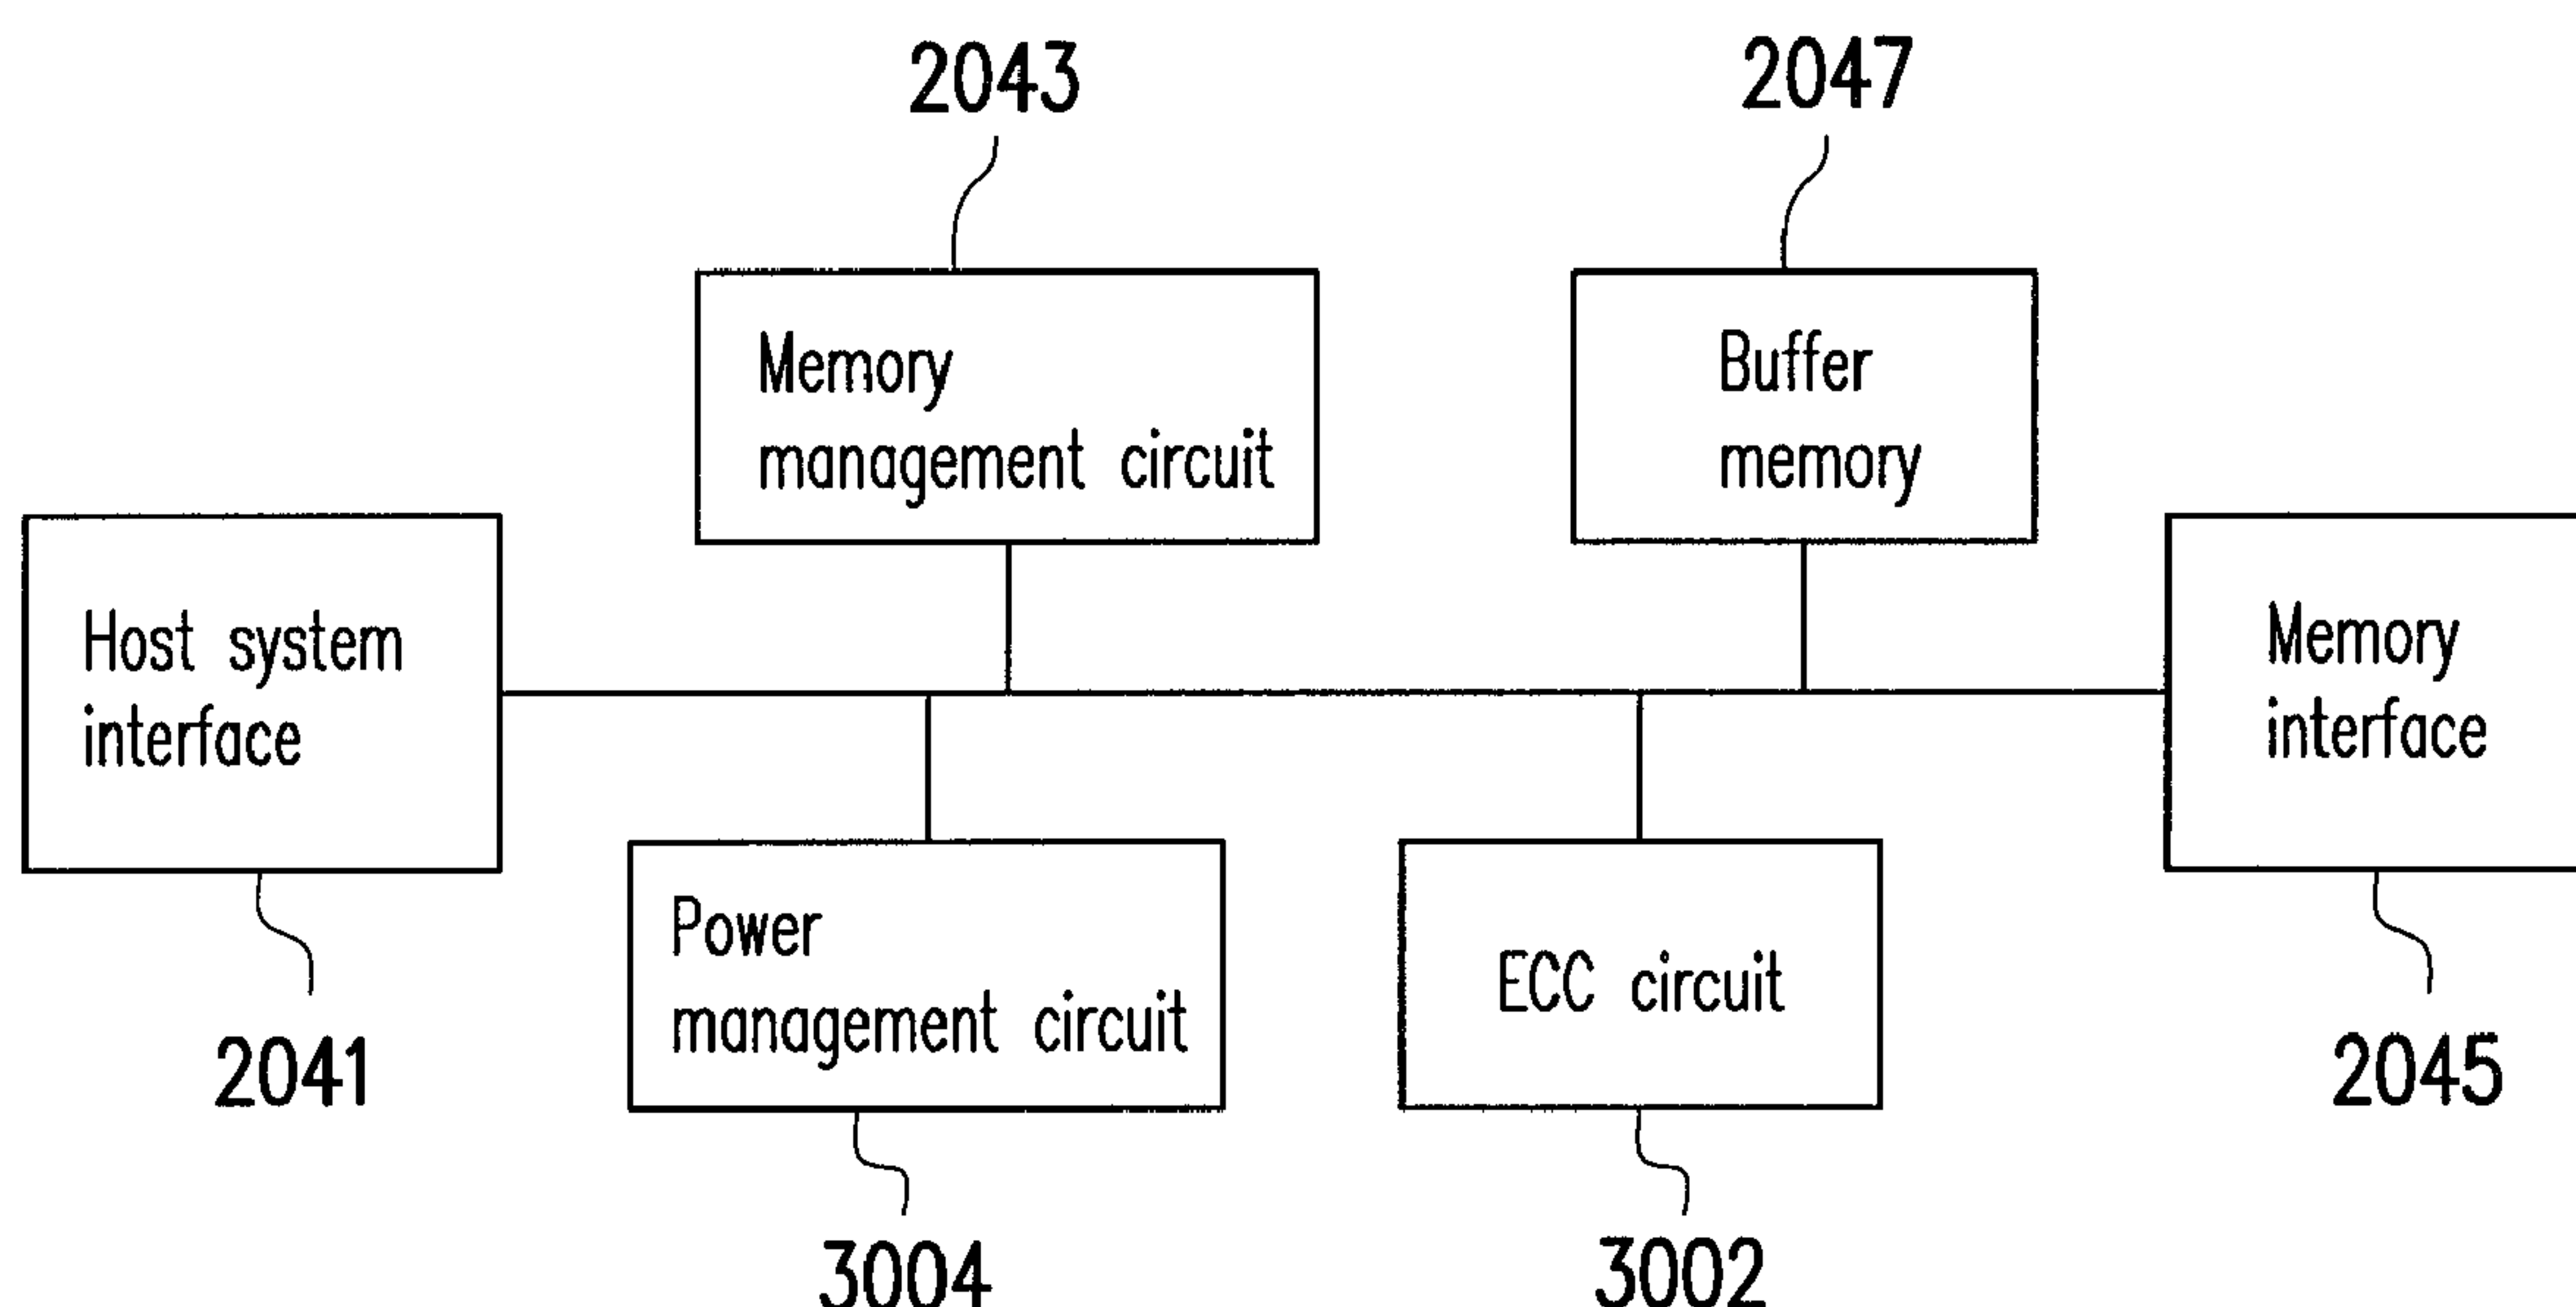 2043
2047
Memory
management circuit
Buffer
memory
Host system
interface
Memory
interface
Power
management circuit
ECC circuit
2041
2045
3004
3002